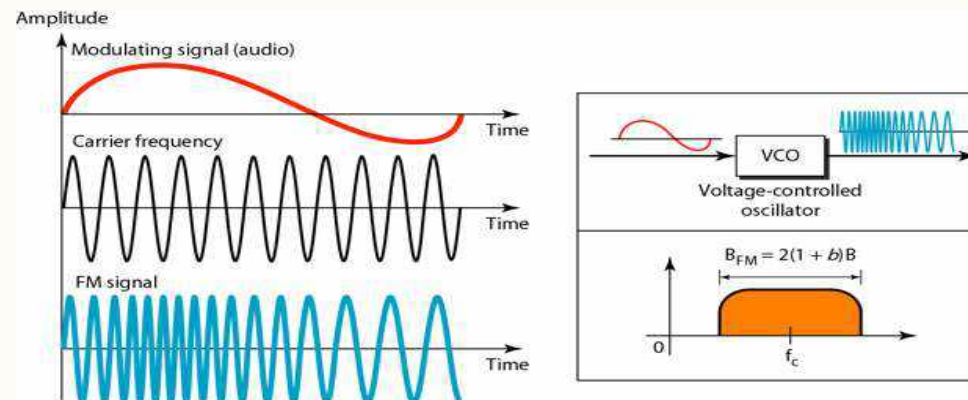 Amplitude
Modulating signal (audio)
Time
Carrier frequency
Time
FM signal
Time
VCO
Voltage-controlled
oscillator
B_FM = 2(1 + b)B
0
f_c